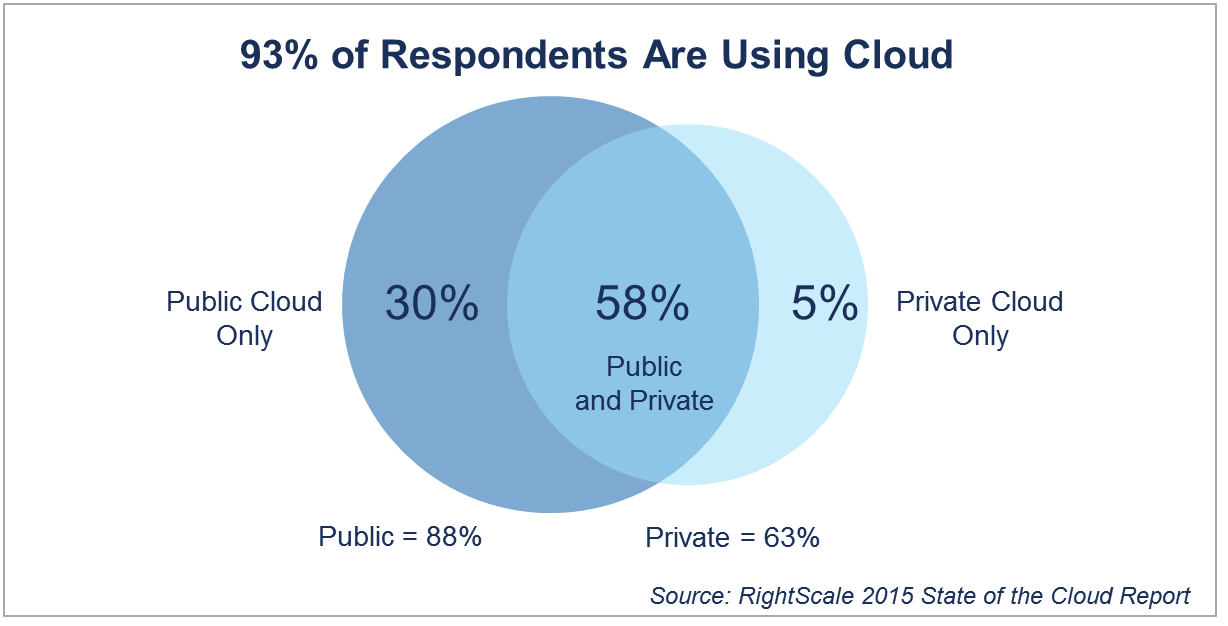 93% of Respondents Are Using Cloud
Public Cloud
Only
30%
58%
Public
and Private
5%
Private Cloud
Only
Public = 88%
Private = 63%
Source: RightScale 2015 State of the Cloud Report